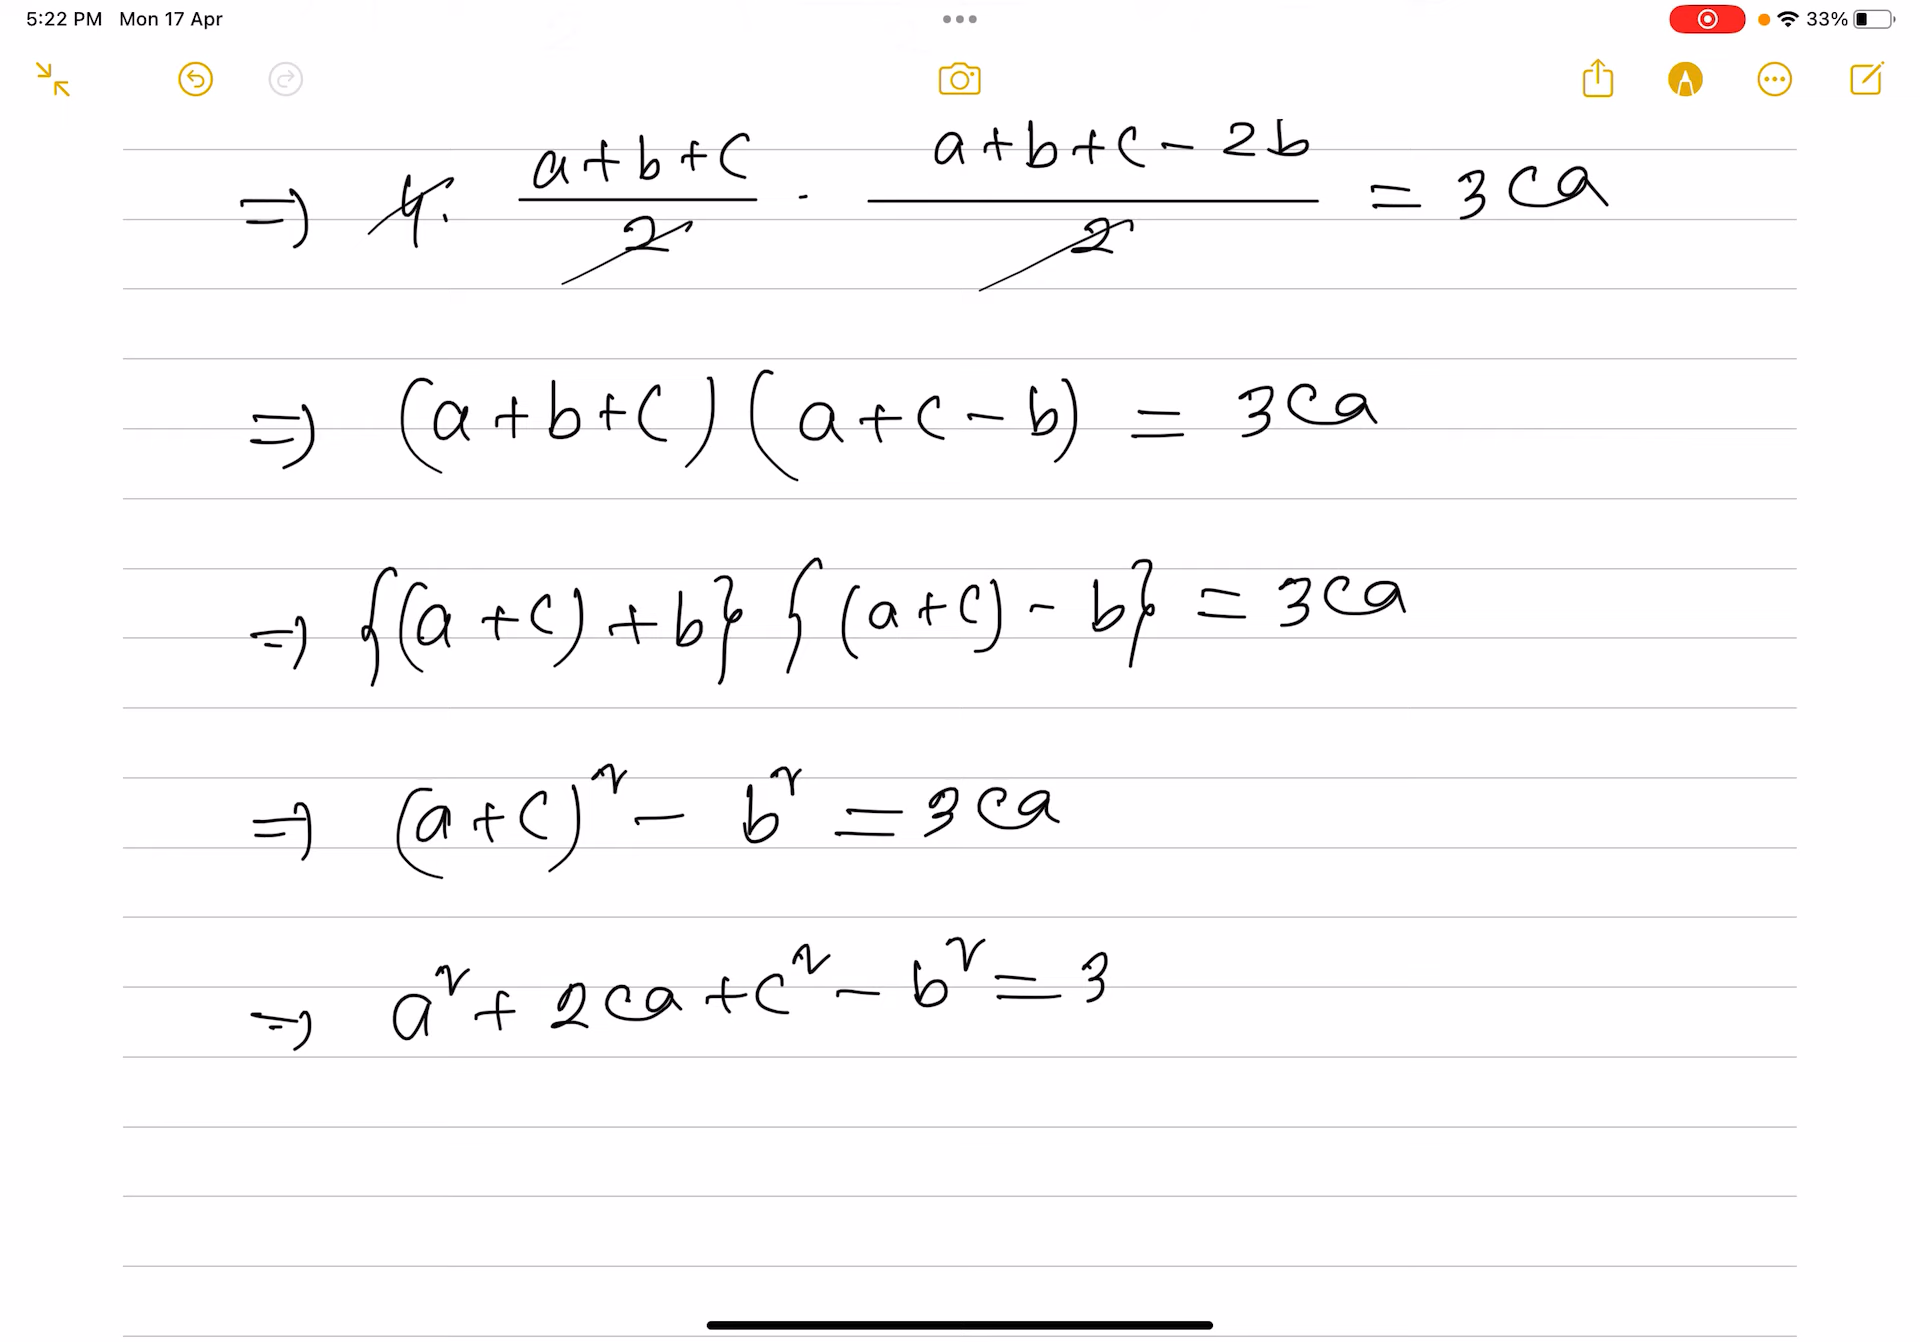 5:22 PM Mon 17 Apr 33%
⇒ 4. (a+b+c)/2 · (a+b+c-2b)/2 = 3ca
⇒ (a+b+c)(a+c-b) = 3ca
⇒ {(a+c)+b} {(a+c)-b} = 3ca
⇒ (a+c)² - b² = 3ca
⇒ a² + 2ca + c² - b² = 3